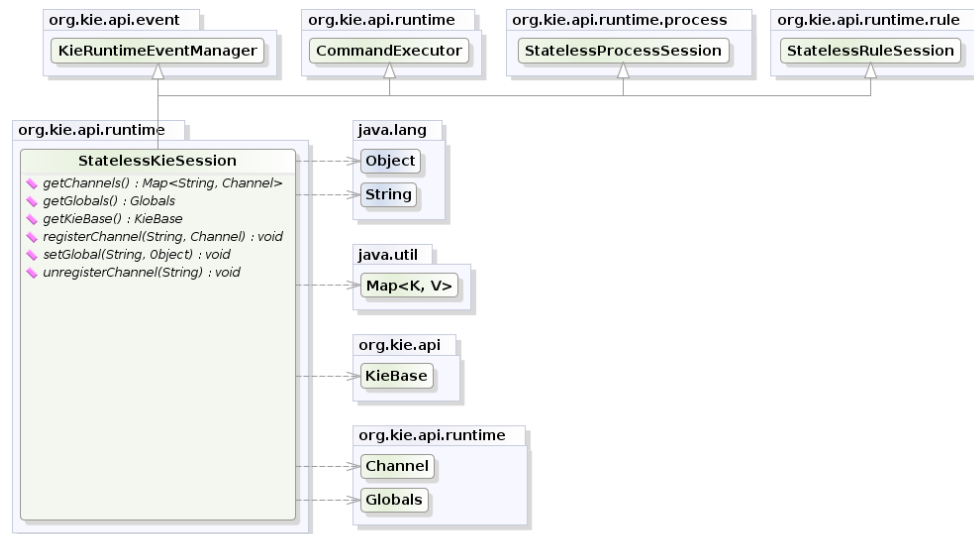 org.kie.api.event
KieRuntimeEventManager
org.kie.api.runtime
CommandExecutor
org.kie.api.runtime.process
StatelessProcessSession
org.kie.api.runtime.rule
StatelessRuleSession
org.kie.api.runtime
StatelessKieSession
getChannels() : Map<String, Channel>
getGlobals() : Globals
getKieBase() : KieBase
registerChannel(String, Channel) : void
setGlobal(String, Object) : void
unregisterChannel(String) : void
java.lang
Object
String
java.util
Map<K, V>
org.kie.api
KieBase
org.kie.api.runtime
Channel
Globals